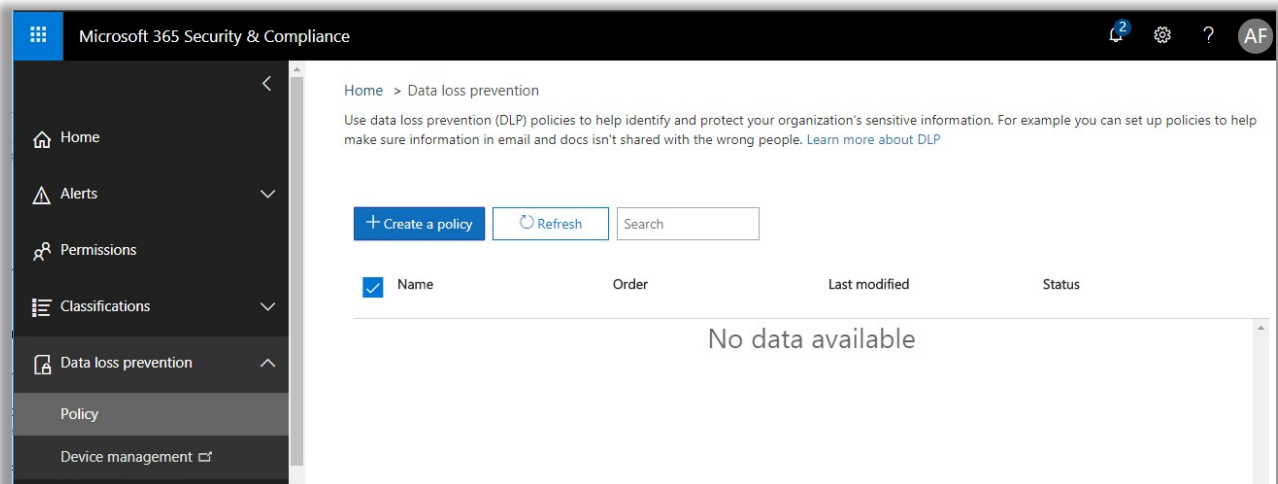 Microsoft 365 Security & Compliance
2
?
AF
Home
Alerts
Permissions
Classifications
Data loss prevention
Policy
Device management
Home > Data loss prevention
Use data loss prevention (DLP) policies to help identify and protect your organization's sensitive information. For example you can set up policies to help
make sure information in email and docs isn't shared with the wrong people. Learn more about DLP
+ Create a policy
Refresh
Search
Name Order Last modified Status
No data available